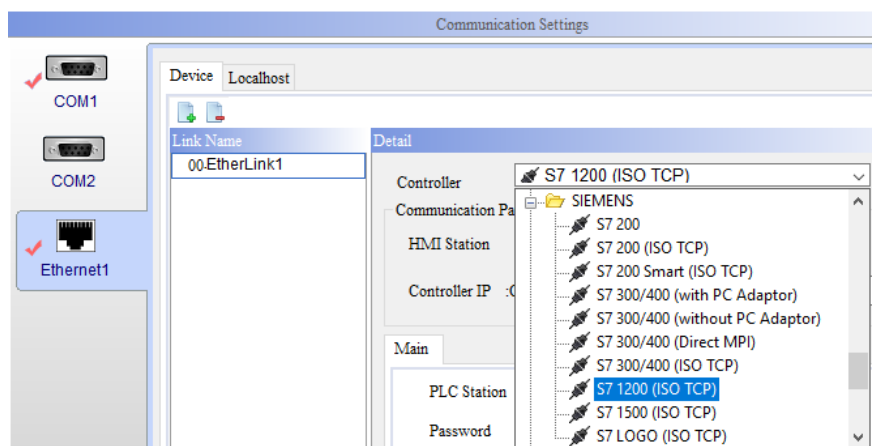 Communication Settings
COM1
COM2
Ethernet1
Device Localhost
Link Name
00-EtherLink1
Detail
Controller S7 1200 (ISO TCP)
Communication Pa
HMI Station
Controller IP :
Main
PLC Station
Password
SIEMENS
S7 200
S7 200 (ISO TCP)
S7 200 Smart (ISO TCP)
S7 300/400 (with PC Adaptor)
S7 300/400 (without PC Adaptor)
S7 300/400 (Direct MPI)
S7 300/400 (ISO TCP)
S7 1200 (ISO TCP)
S7 1500 (ISO TCP)
S7 LOGO (ISO TCP)